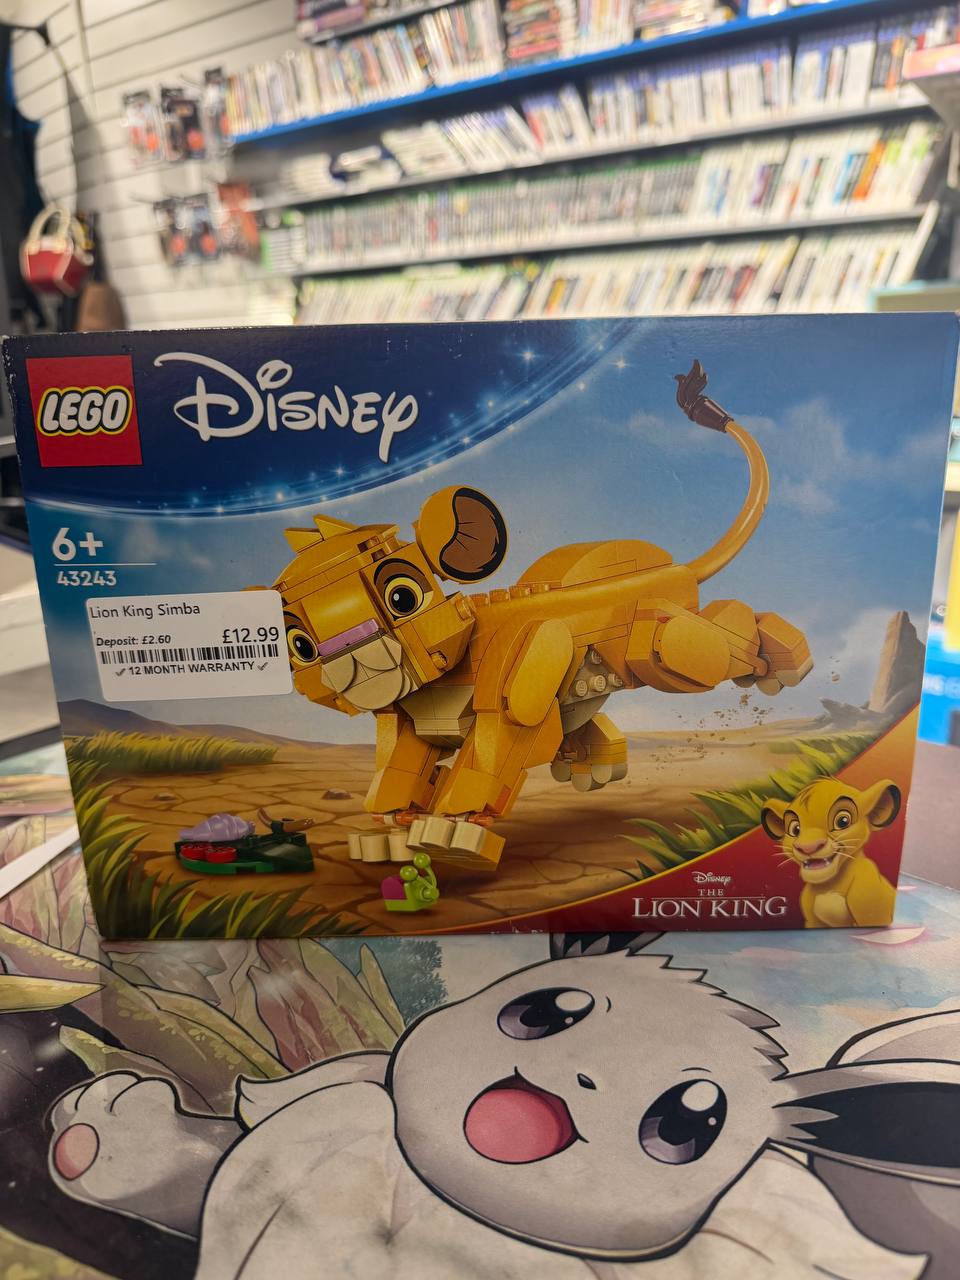 LEGO
Disney
6+
43243
Lion King Simba
Deposit: £2.60
£12.99
✓ 12 MONTH WARRANTY ✓
Disney
THE
LION KING